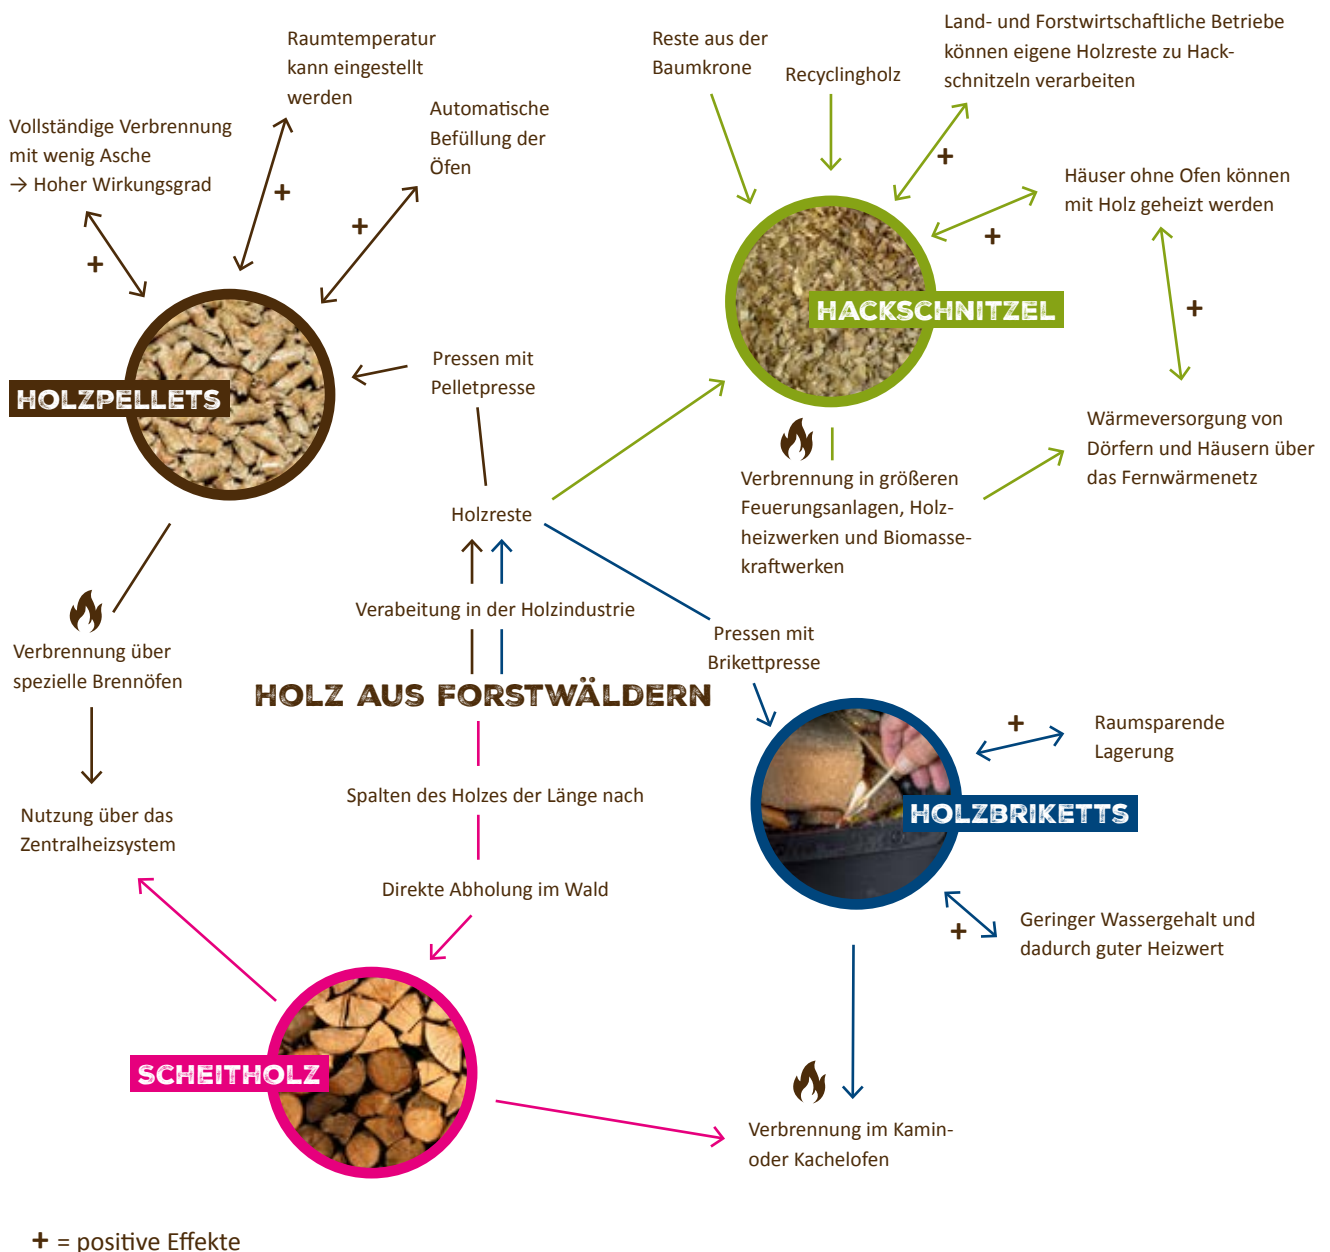 Raumtemperatur
kann eingestellt
werden
Automatische
Befüllung der
Öfen
Vollständige Verbrennung
mit wenig Asche
→ Hoher Wirkungsgrad
+
+
+
HOLZPELLETS
Pressen mit
Pelletpresse
Reste aus der
Baumkrone
Recyclingholz
Land- und Forstwirtschaftliche Betriebe
können eigene Holzreste zu Hack-
schnitzeln verarbeiten
+
Häuser ohne Ofen können
mit Holz geheizt werden
+
+
HACKSCHNITZEL
Wärmeversorgung von
Dörfern und Häusern über
das Fernwärmenetz
Verbrennung in größeren
Feuerungsanlagen, Holz-
heizwerken und Biomasse-
kraftwerken
Holzreste
Verabeitung in der Holzindustrie
HOLZ AUS FORSTWÄLDERN
Verbrennung über
spezielle Brennöfen
Nutzung über das
Zentralheizsystem
Pressen mit
Brikettpresse
+
Raumsparende
Lagerung
HOLZBRIKETTS
+
Geringer Wassergehalt und
dadurch guter Heizwert
Spalten des Holzes der Länge nach
Direkte Abholung im Wald
SCHEITHOLZ
Verbrennung im Kamin-
oder Kachelofen
+ = positive Effekte